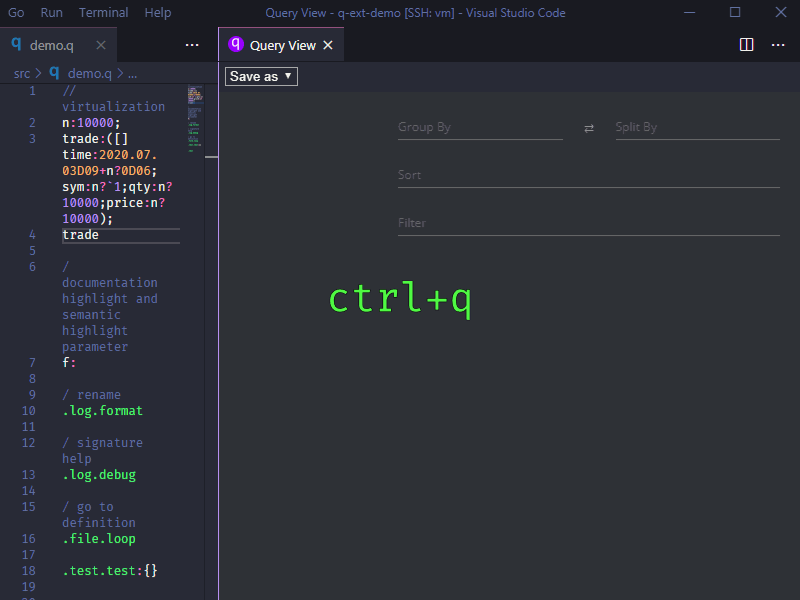 Go Run Terminal Help Query View - q-ext-demo [SSH: vm] - Visual Studio Code
q demo.q × ... q Query View × ...
src > q demo.q > ...
Save as ▼
1 //
virtualization
2 n:10000;
3 trade:([]
time:2020.07.
03D09+n?0D06;
sym:n?`1;qty:n?
10000;price:n?
10000);
4 trade
5
6 /
documentation
highlight and
semantic
highlight
parameter
7 f:
8
9 / rename
10 .log.format
11
12 / signature
help
13 .log.debug
14
15 / go to
definition
16 .file.loop
17
18 .test.test:{}
19
Group By ⇄ Split By
Sort
Filter
ctrl+q